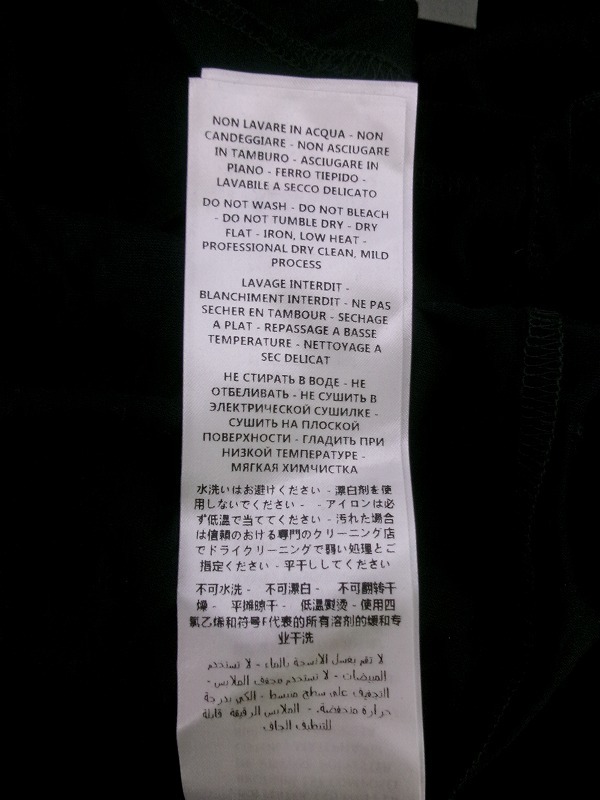 NON LAVARE IN ACQUA - NON
CANDEGGIARE - NON ASCIUGARE
IN TAMBURO - ASCIUGARE IN
PIANO - FERRO TIEPIDO -
LAVABILE A SECCO DELICATO
DO NOT WASH - DO NOT BLEACH
- DO NOT TUMBLE DRY - DRY
FLAT - IRON, LOW HEAT -
PROFESSIONAL DRY CLEAN, MILD
PROCESS
LAVAGE INTERDIT -
BLANCHIMENT INTERDIT - NE PAS
SECHER EN TAMBOUR - SECHAGE
A PLAT - REPASSAGE A BASSE
TEMPERATURE - NETTOYAGE A
SEC DELICAT
НЕ СТИРАТЬ В ВОДЕ - НЕ
ОТБЕЛИВАТЬ - НЕ СУШИТЬ В
ЭЛЕКТРИЧЕСКОЙ СУШИЛКЕ -
СУШИТЬ НА ПЛОСКОЙ
ПОВЕРХНОСТИ - ГЛАДИТЬ ПРИ
НИЗКОЙ ТЕМПЕРАТУРЕ -
МЯГКАЯ ХИМЧИСТКА
水洗いはお避けください - 漂白剤を使
用しないでください - - アイロンは必
ず低温で当ててください - 汚れた場合
は信頼のおける専門のクリーニング店
でドライクリーニングで弱い処理とご
指定ください - 平干ししてください
不可水洗 - 不可漂白 - 不可翻转干
燥 - 平摊晾干 - 低温熨烫 - 使用四
氯乙烯和符号F代表的所有溶剂的缓和专
业干洗
لا تقم بغسل الأنسجة بالماء - لا تستخدم
المبيضات - لا تستخدم مجفف الملابس -
التجفيف على سطح منبسط - الكي بدرجة
حرارة منخفضة. - الملابس الرقيقة قابلة
للتنظيف الجاف